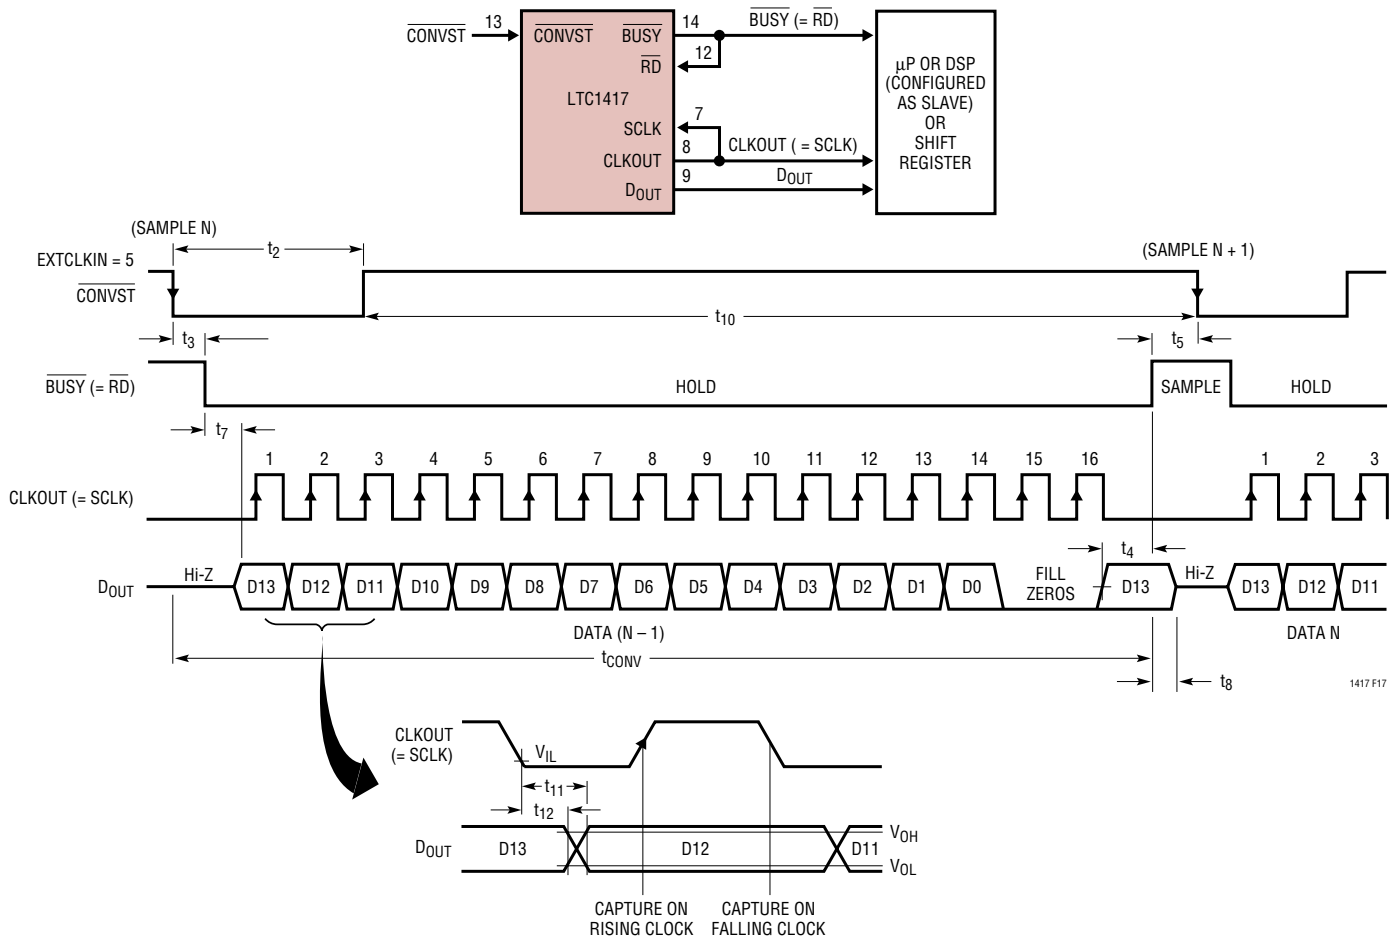 CONVST 13 CONVST BUSY 14 BUSY (= RD)
RD 12
LTC1417
SCLK 7
CLKOUT 8 CLKOUT ( = SCLK)
DOUT 9 DOUT
µP OR DSP
(CONFIGURED
AS SLAVE)
OR
SHIFT
REGISTER
(SAMPLE N) (SAMPLE N + 1)
EXTCLKIN = 5 t2
CONVST
t10
t3 t5
BUSY (= RD) HOLD SAMPLE HOLD
t7
1 2 3 4 5 6 7 8 9 10 11 12 13 14 15 16 1 2 3
CLKOUT (= SCLK)
t4
DOUT Hi-Z D13 D12 D11 D10 D9 D8 D7 D6 D5 D4 D3 D2 D1 D0 FILL ZEROS D13 Hi-Z D13 D12 D11
DATA (N – 1) DATA N
tCONV
t8
1417 F17
CLKOUT
(= SCLK)
VIL
t11
t12
DOUT D13 D12 D11
VOH
VOL
CAPTURE ON
RISING CLOCK
CAPTURE ON
FALLING CLOCK